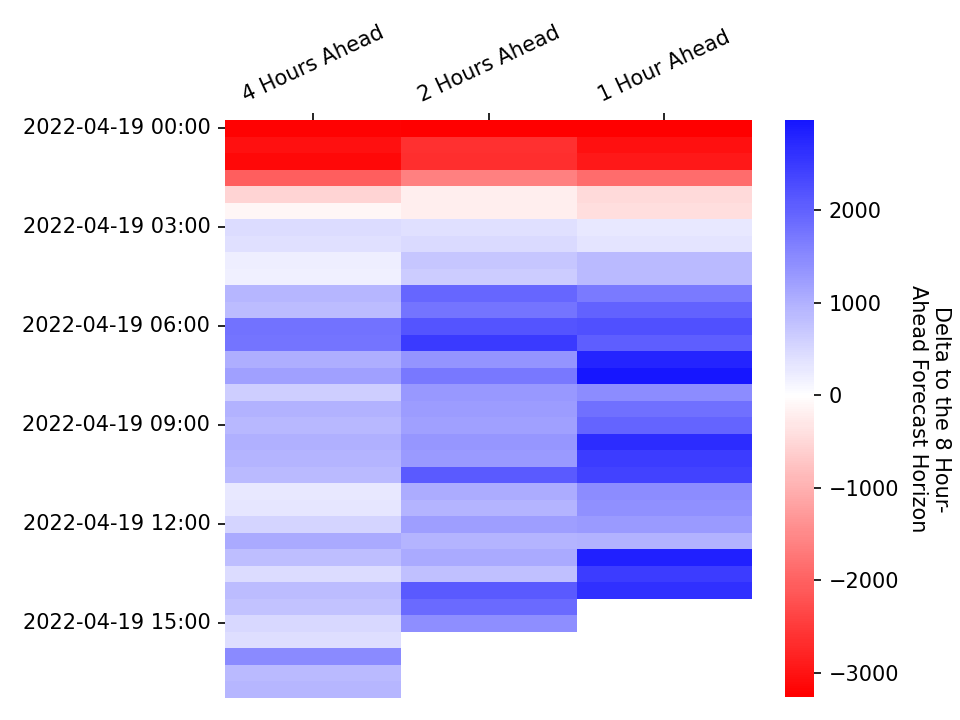 4 Hours Ahead
2 Hours Ahead
1 Hour Ahead
2022-04-19 00:00
2022-04-19 03:00
2022-04-19 06:00
2022-04-19 09:00
2022-04-19 12:00
2022-04-19 15:00
2000
1000
0
−1000
−2000
−3000
Delta to the 8 Hour-
Ahead Forecast Horizon